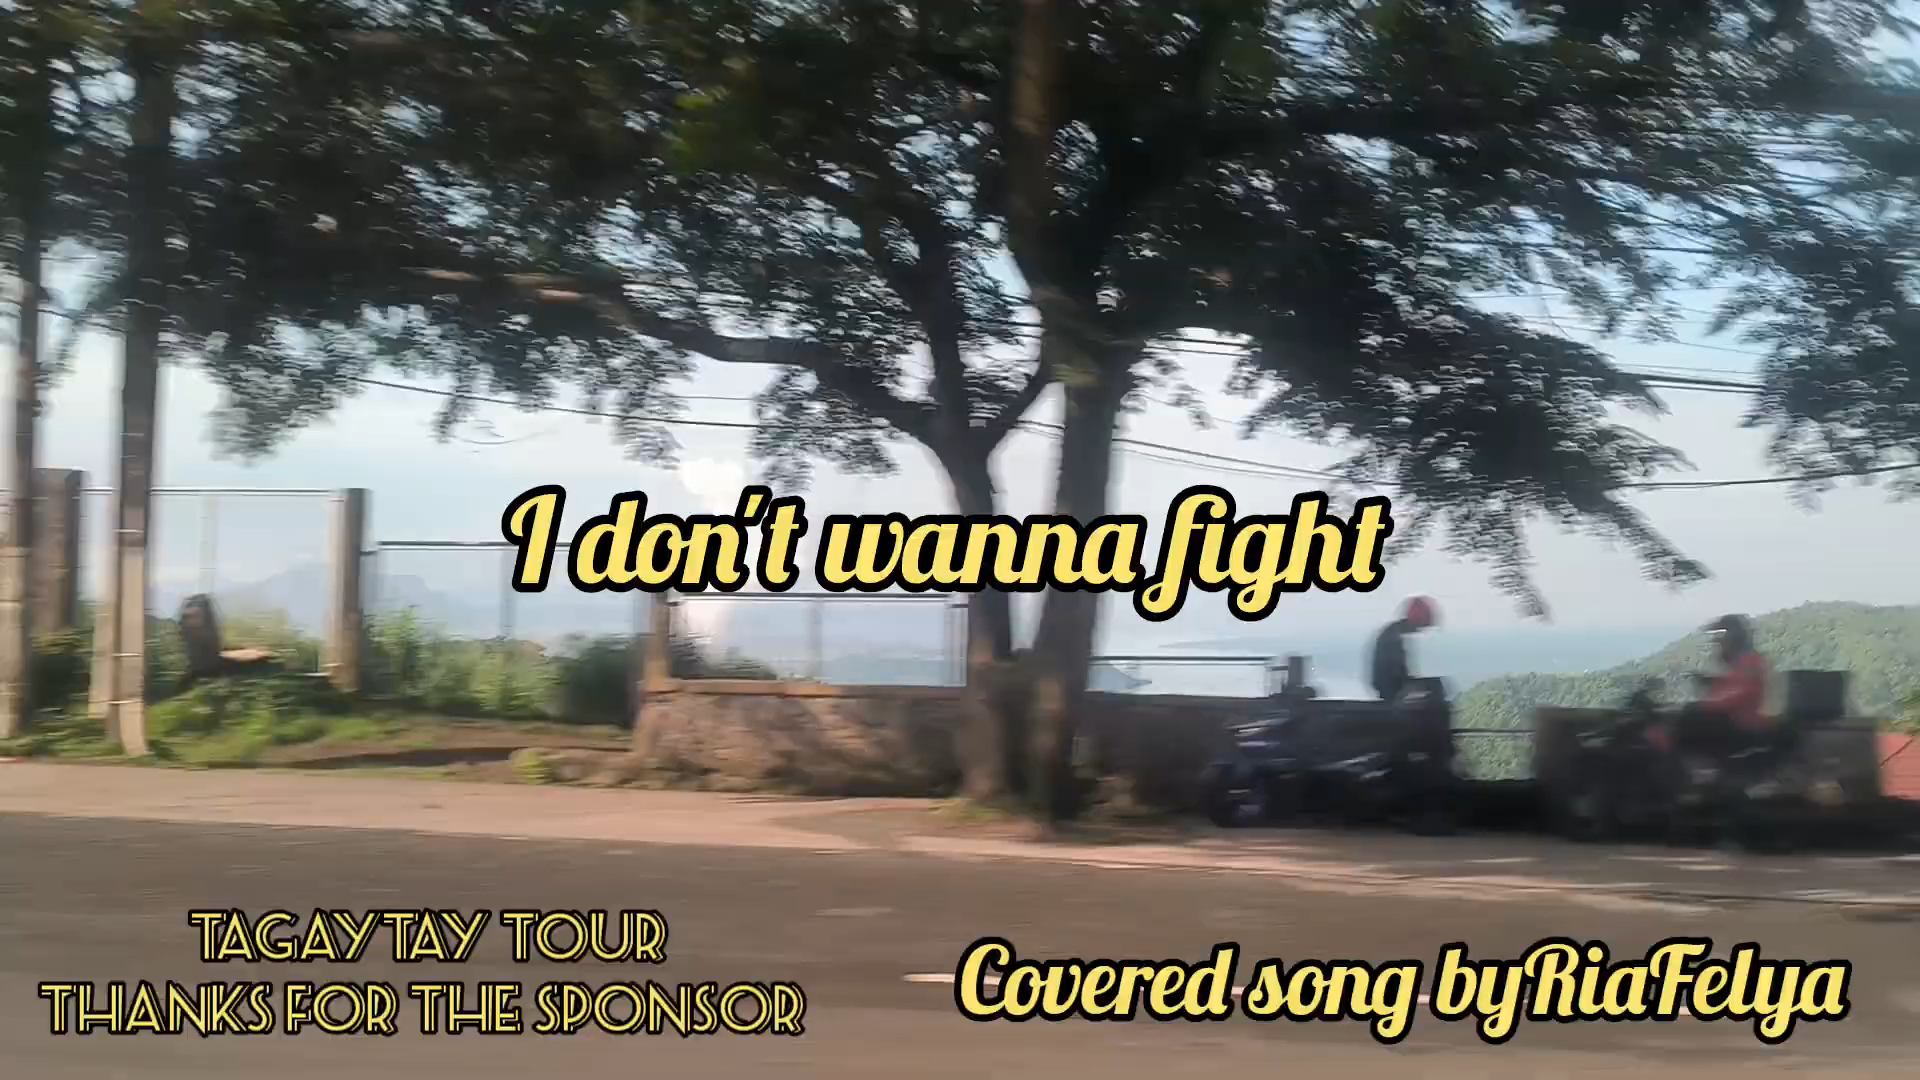 I don't wanna fight
TAGAYTAY TOUR
THANKS FOR THE SPONSOR
Covered song byRiaFelya